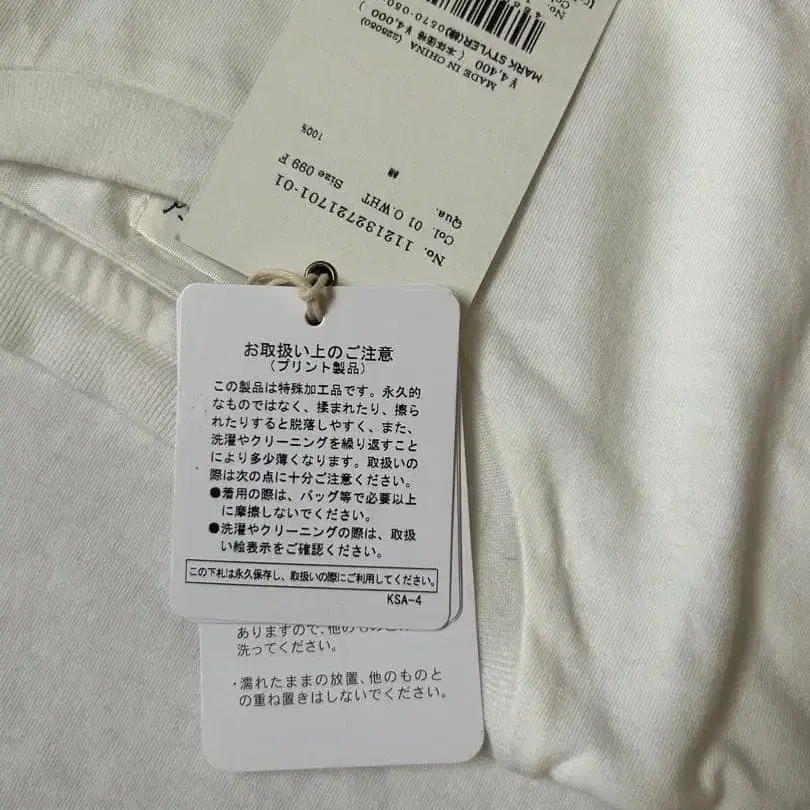 No. 112132721701-01
Col. 01 O.WHT Size 099 F
Qua.
綿 100%
MADE IN CHINA (225050)
¥4,400 (本体価格 ¥4,000)
MARK STYLER(株)0570-050
お取扱い上のご注意
(プリント製品)
この製品は特殊加工品です。永久的
なものではなく、揉まれたり、擦ら
れたりすると脱落しやすく、また、
洗濯やクリーニングを繰り返すこと
により多少薄くなります。取扱いの
際は次の点に十分ご注意ください。
●着用の際は、バッグ等で必要以上
に摩擦しないでください。
●洗濯やクリーニングの際は、取扱
い絵表示をご確認ください。
この下札は永久保存し、取扱いの際にご利用してください。
KSA-4
ありますので、他のもの
洗ってください。
・濡れたままの放置、他のものと
の重ね置きはしないでください。